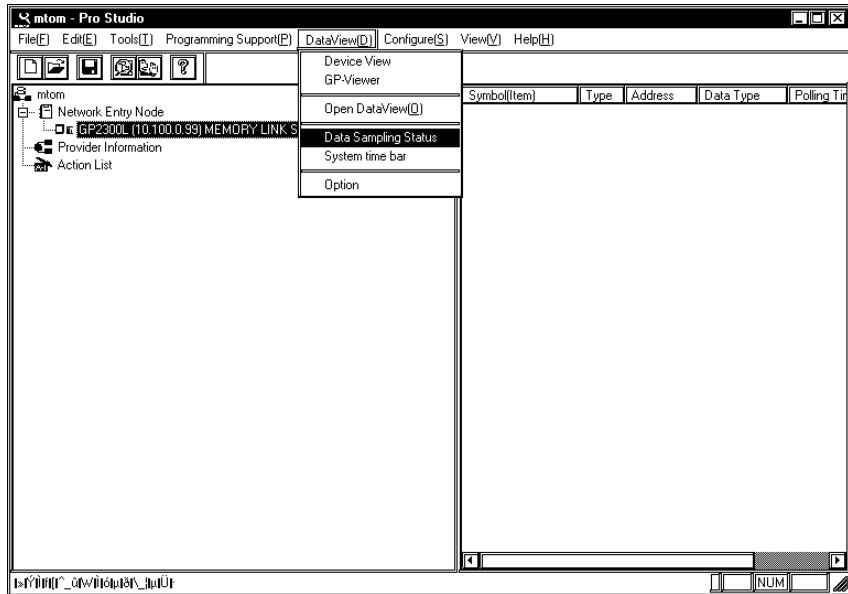 mtom - Pro Studio
File(F) Edit(E) Tools(T) Programming Support(P) DataView(D) Configure(S) View(V) Help(H)
Device View
GP-Viewer
Open DataView(O)
Data Sampling Status
System time bar
Option
mtom
Network Entry Node
GP2300L (10.100.0.99) MEMORY LINK S
Provider Information
Action List
Symbol(Item) Type Address Data Type Polling Tim
NUM